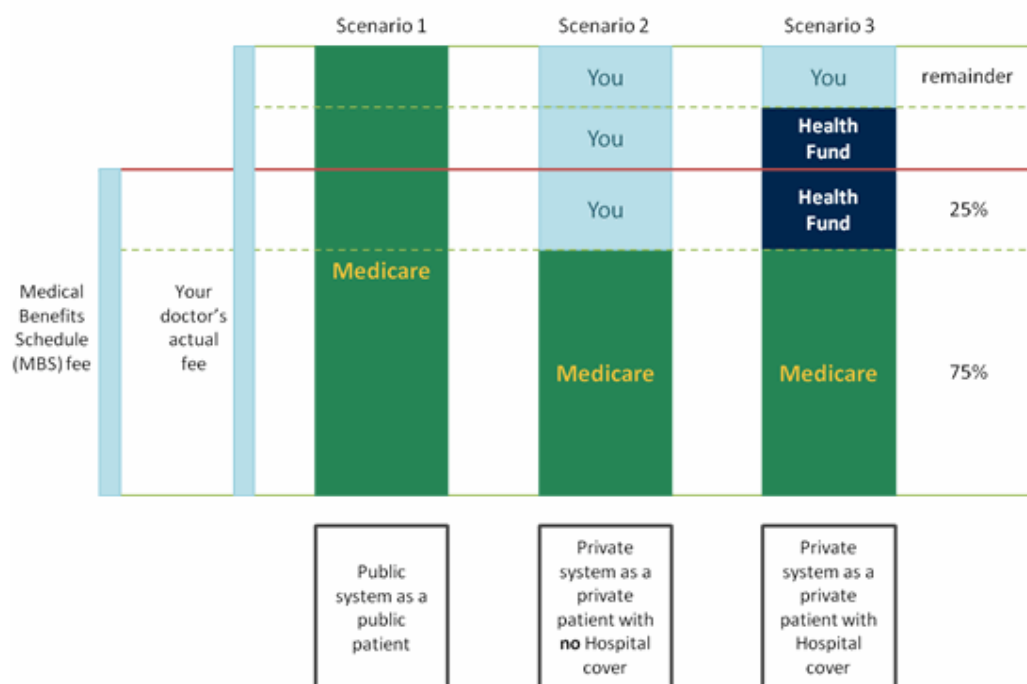 Scenario 1
Scenario 2
Scenario 3
You
You
remainder
You
Health
Fund
You
Health
Fund
25%
Medicare
Medical
Benefits
Schedule
(MBS) fee
Your
doctor's
actual
fee
Medicare
Medicare
75%
Public
system as a
public
patient
Private
system as a
private
patient with
no Hospital
cover
Private
system as a
private
patient with
Hospital
cover